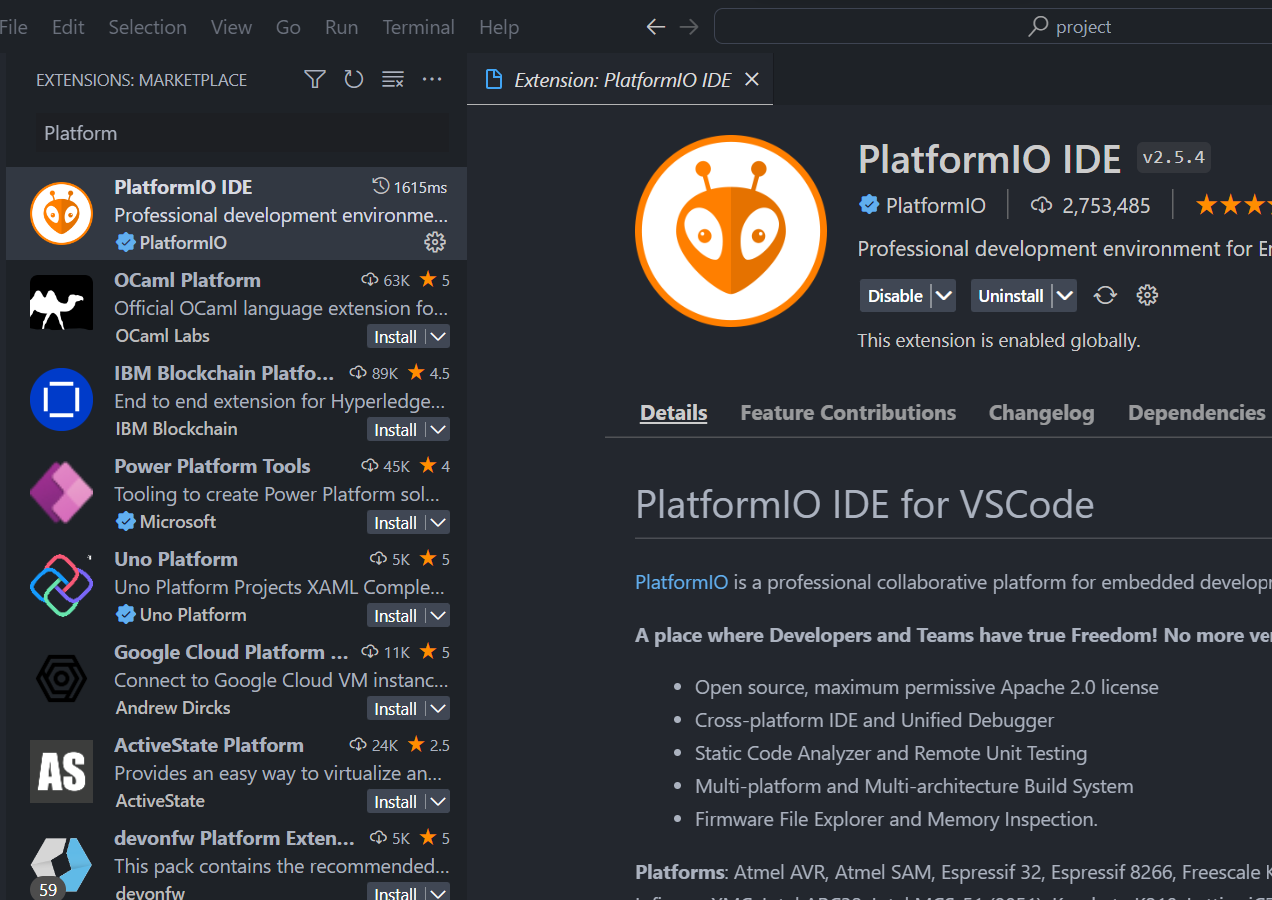 File Edit Selection View Go Run Terminal Help
project
EXTENSIONS: MARKETPLACE
Platform
PlatformIO IDE 1615ms
Professional development environme...
PlatformIO
OCaml Platform 63K 5
Official OCaml language extension fo...
OCaml Labs Install
IBM Blockchain Platfo... 89K 4.5
End to end extension for Hyperledge...
IBM Blockchain Install
Power Platform Tools 45K 4
Tooling to create Power Platform sol...
Microsoft Install
Uno Platform 5K 5
Uno Platform Projects XAML Comple...
Uno Platform Install
Google Cloud Platform ... 11K 5
Connect to Google Cloud VM instanc...
Andrew Dircks Install
AS
ActiveState Platform 24K 2.5
Provides an easy way to virtualize an...
ActiveState Install
devonfw Platform Exten... 5K 5
This pack contains the recommended...
devonfw Install
59
Extension: PlatformIO IDE
PlatformIO IDE v2.5.4
PlatformIO 2,753,485
Professional development environment for
Disable Uninstall
This extension is enabled globally.
Details Feature Contributions Changelog Dependencies
PlatformIO IDE for VSCode
PlatformIO is a professional collaborative platform for embedded
A place where Developers and Teams have true Freedom! No more
Open source, maximum permissive Apache 2.0 license
Cross-platform IDE and Unified Debugger
Static Code Analyzer and Remote Unit Testing
Multi-platform and Multi-architecture Build System
Firmware File Explorer and Memory Inspection.
Platforms: Atmel AVR, Atmel SAM, Espressif 32, Espressif 8266, Freescale